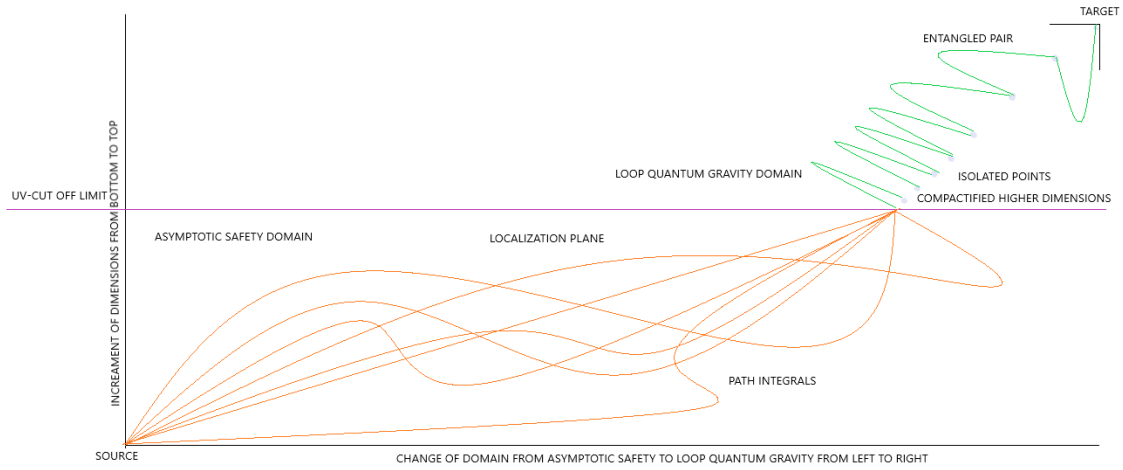 TARGET
ENTANGLED PAIR
LOOP QUANTUM GRAVITY DOMAIN
ISOLATED POINTS
COMPACTIFIED HIGHER DIMENSIONS
UV-CUT OFF LIMIT
INCREAMENT OF DIMENSIONS FROM BOTTOM TO TOP
ASYMPTOTIC SAFETY DOMAIN
LOCALIZATION PLANE
PATH INTEGRALS
SOURCE
CHANGE OF DOMAIN FROM ASYMPTOTIC SAFETY TO LOOP QUANTUM GRAVITY FROM LEFT TO RIGHT